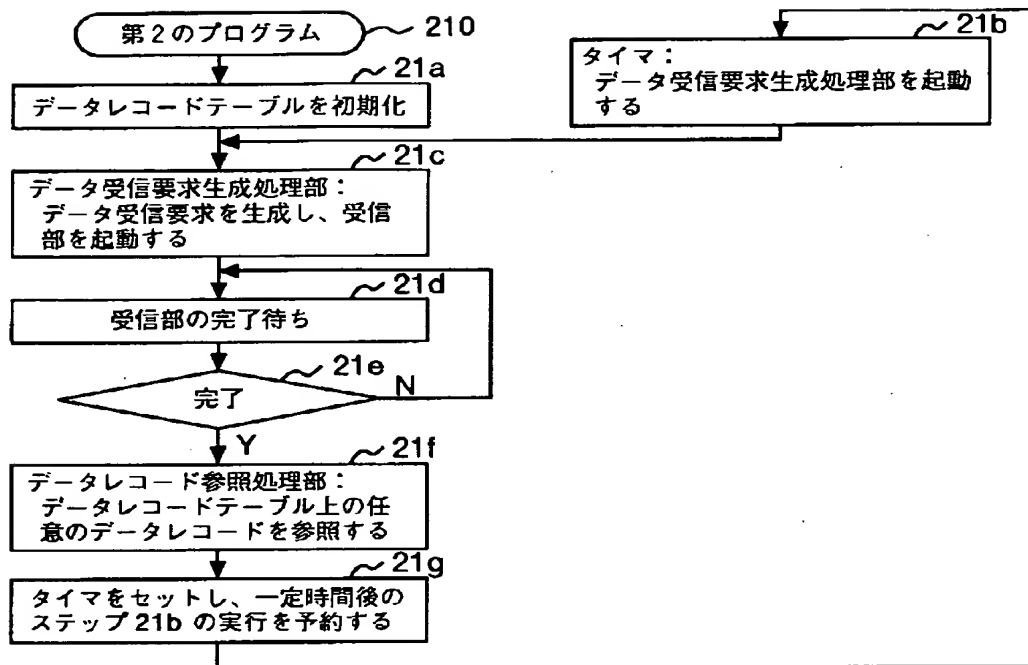 第2のプログラム
210
21a
データレコードテーブルを初期化
21b
タイマ:
データ受信要求生成処理部を起動
する
21c
データ受信要求生成処理部:
データ受信要求を生成し、受信
部を起動する
21d
受信部の完了待ち
21e
完了
N
Y
21f
データレコード参照処理部:
データレコードテーブル上の任
意のデータレコードを参照する
21g
タイマをセットし、一定時間後の
ステップ 21b の実行を予約する